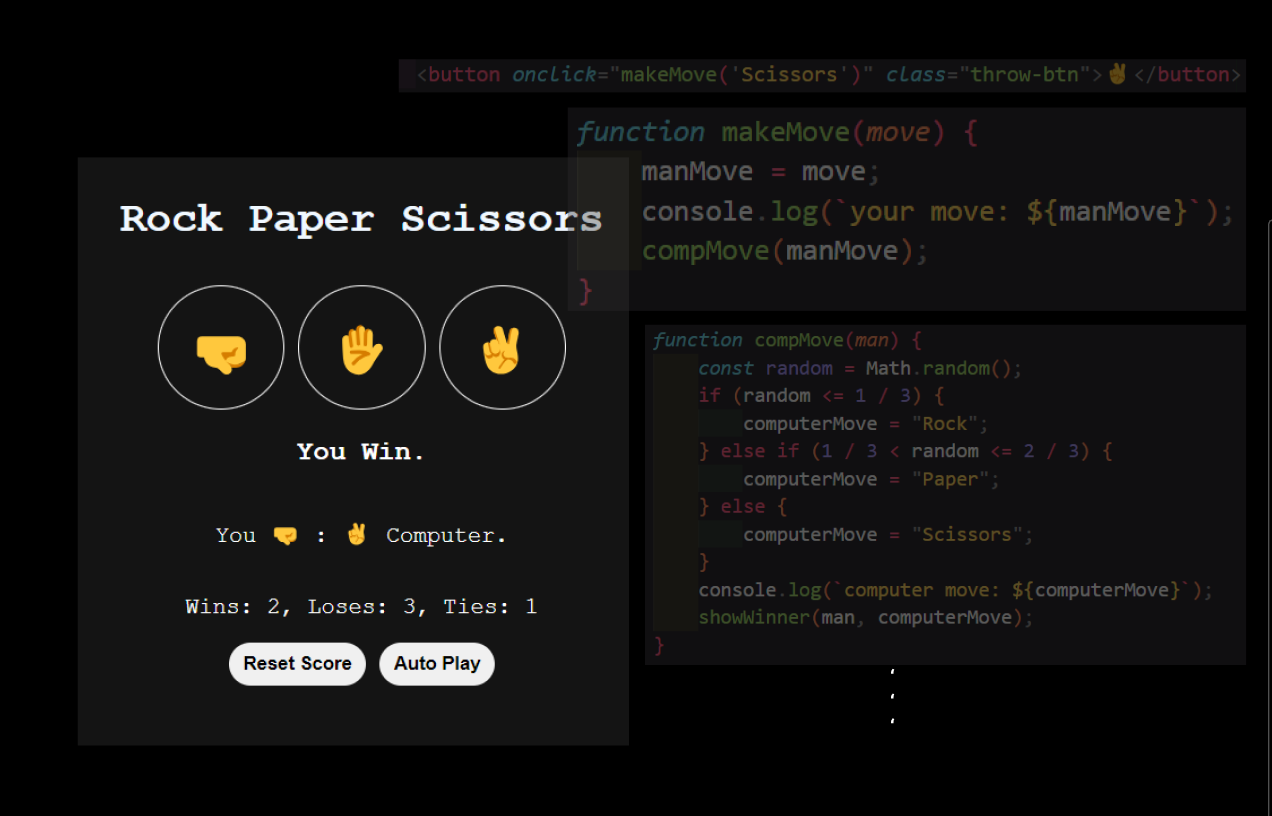 <button onclick="makeMove('Scissors')" class="throw-btn">✌</button>
function makeMove(move) {
manMove = move;
console.log(`your move: ${manMove}`);
compMove(manMove);
}
Rock Paper Scissors
You Win.
You 🤜 : ✌ Computer.
Wins: 2, Loses: 3, Ties: 1
Reset Score Auto Play
function compMove(man) {
const random = Math.random();
if (random <= 1 / 3) {
computerMove = "Rock";
} else if (1 / 3 < random <= 2 / 3) {
computerMove = "Paper";
} else {
computerMove = "Scissors";
}
console.log(`computer move: ${computerMove}`);
showWinner(man, computerMove);
}